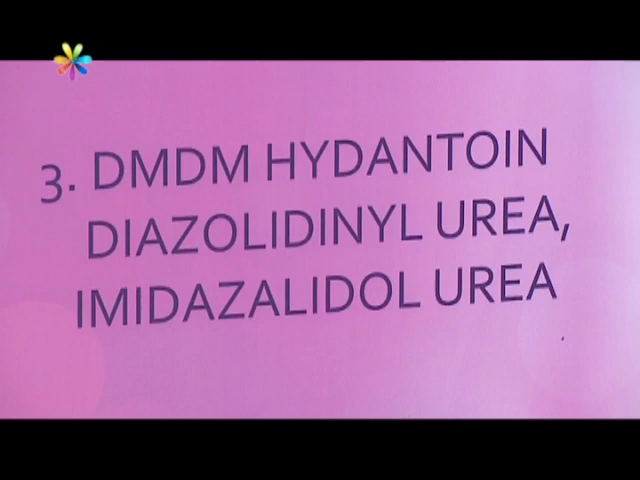 3. DMDM HYDANTOIN
DIAZOLIDINYL UREA,
IMIDAZALIDOL UREA